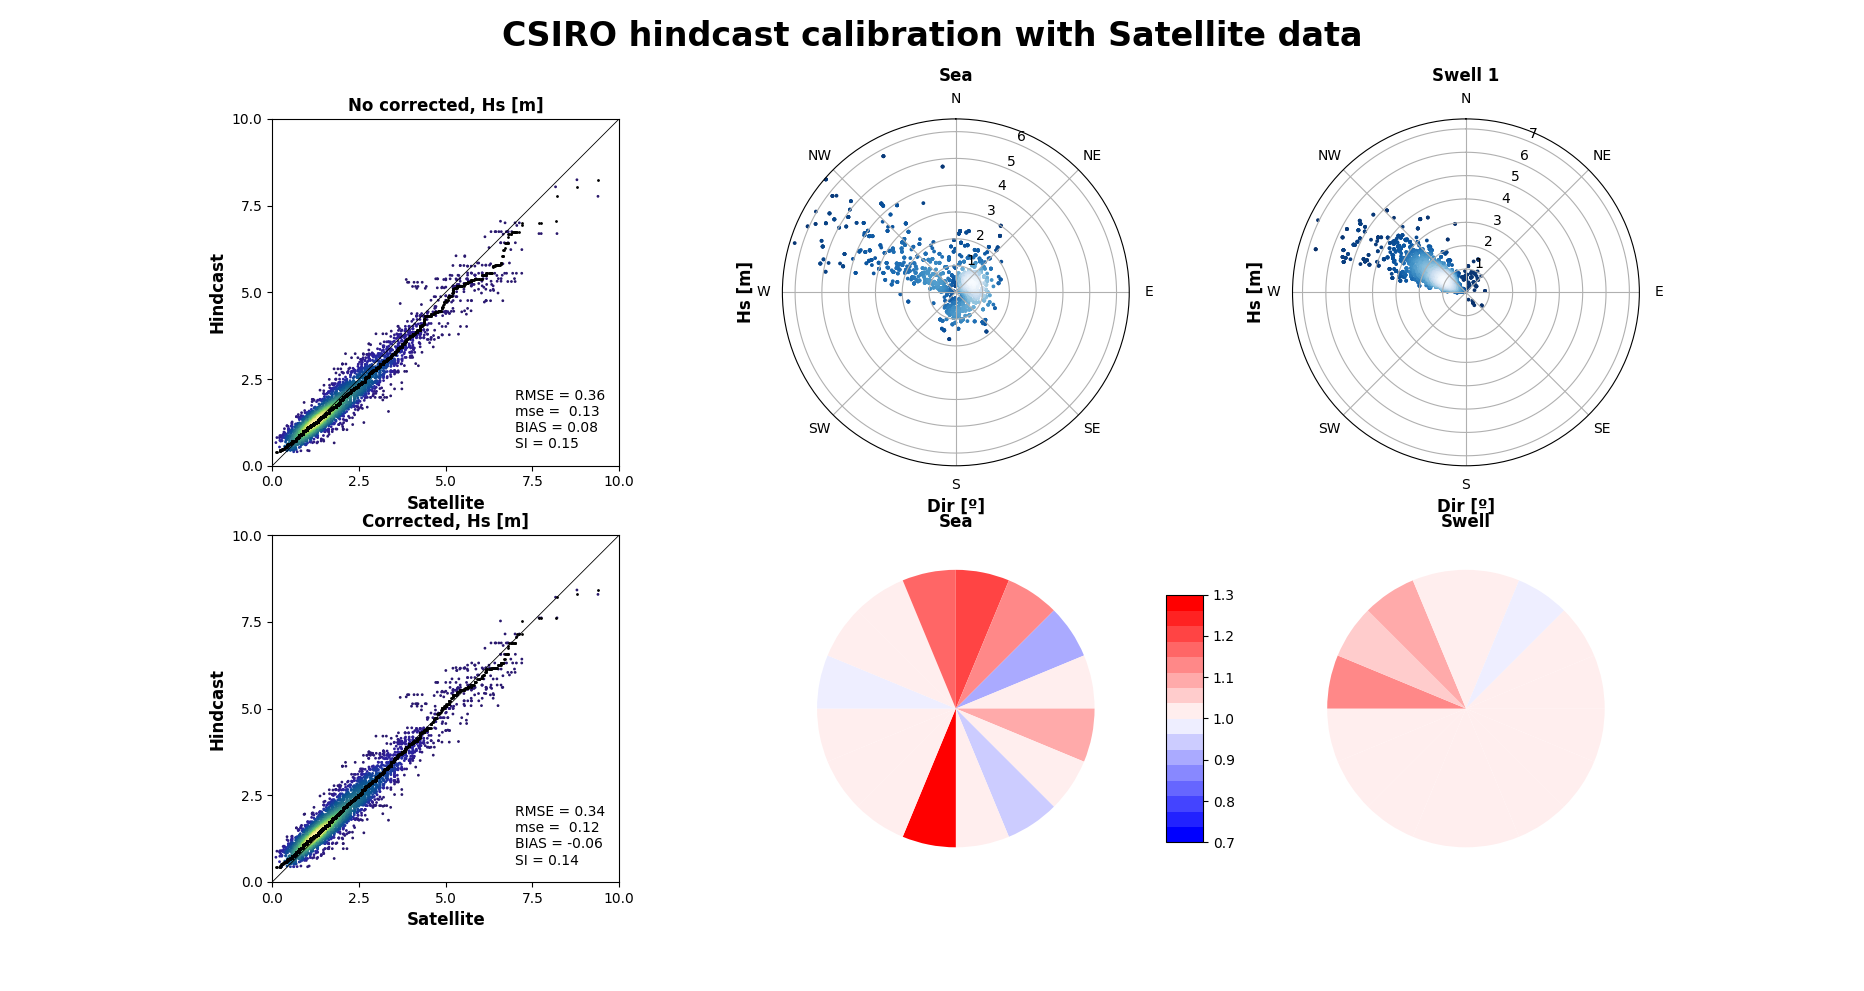 CSIRO hindcast calibration with Satellite data
No corrected, Hs [m]
10.0
7.5
5.0
2.5
0.0
Hindcast
RMSE = 0.36
mse =  0.13
BIAS = 0.08
SI = 0.15
0.0 2.5 5.0 7.5 10.0
Satellite
Sea
N
NE
E
SE
S
SW
W
NW
1
2
3
4
5
6
Hs [m]
Dir [º]
Swell 1
N
NE
E
SE
S
SW
W
NW
1
2
3
4
5
6
7
Hs [m]
Dir [º]
Corrected, Hs [m]
10.0
7.5
5.0
2.5
0.0
Hindcast
RMSE = 0.34
mse =  0.12
BIAS = -0.06
SI = 0.14
0.0 2.5 5.0 7.5 10.0
Satellite
Sea
1.3
1.2
1.1
1.0
0.9
0.8
0.7
Swell